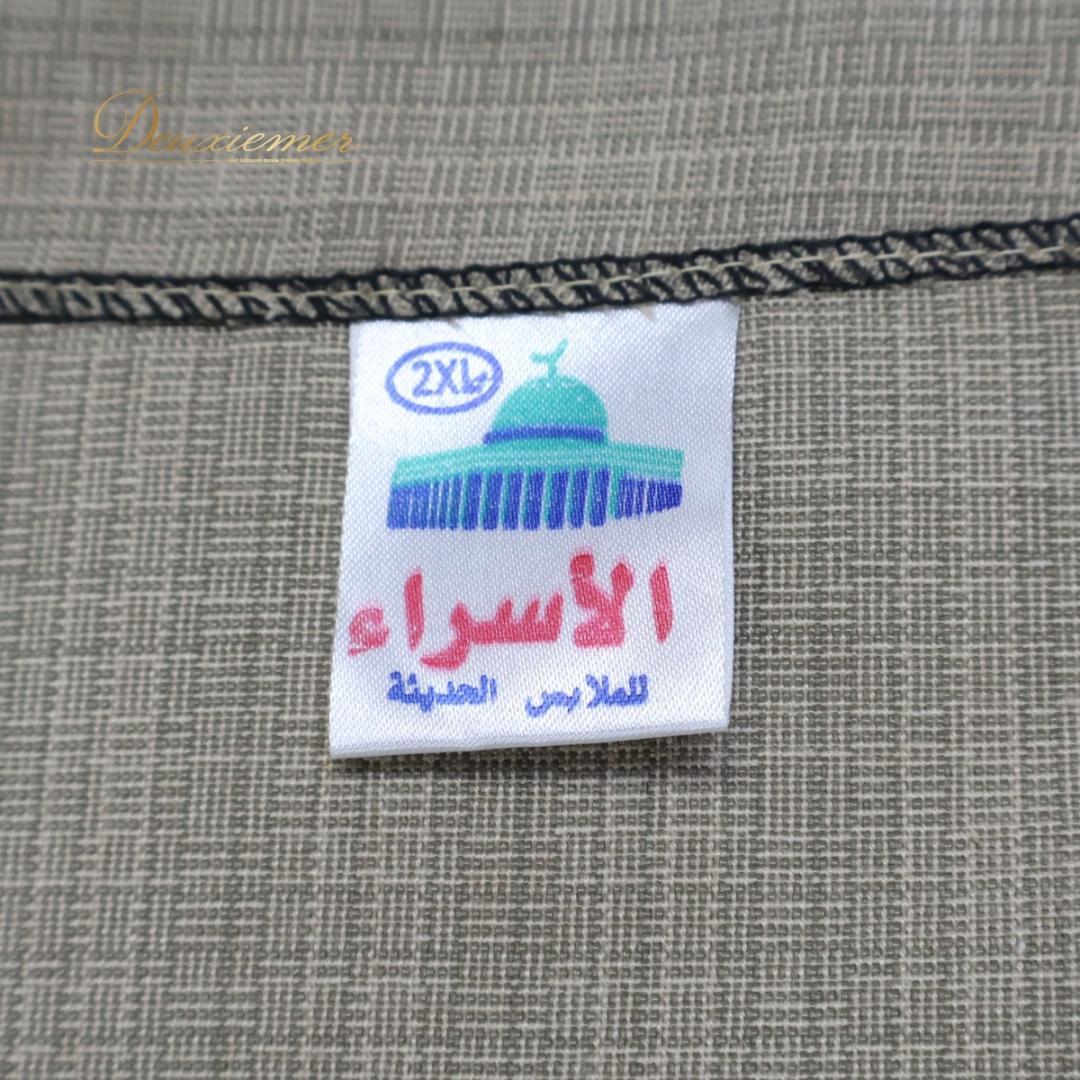 Deuxiemer
2XL
الأسراء
للملابس الحديثة